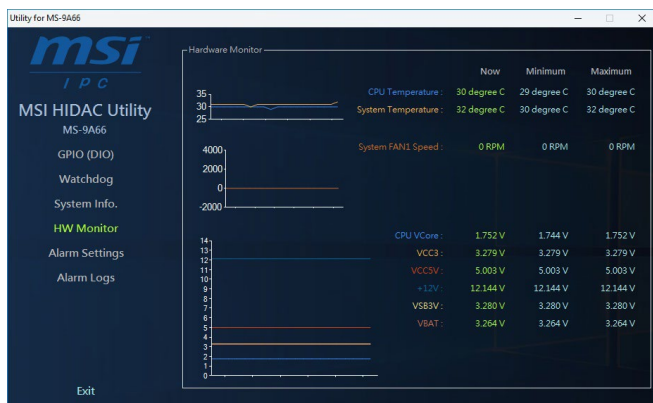 Utility for MS-9A66
msi
IPC
MSI HIDAC Utility
MS-9A66
GPIO (DIO)
Watchdog
System Info.
HW Monitor
Alarm Settings
Alarm Logs
Exit
Hardware Monitor
Now Minimum Maximum
35
30
25
CPU Temperature : 30 degree C 29 degree C 30 degree C
System Temperature : 32 degree C 30 degree C 32 degree C
4000
2000
0
-2000
System FAN1 Speed : 0 RPM 0 RPM 0 RPM
14
13
12
11
10
9
8
7
6
5
4
3
2
1
0
CPU VCore : 1.752 V 1.744 V 1.752 V
VCC3 : 3.279 V 3.279 V 3.279 V
VCC5V : 5.003 V 5.003 V 5.003 V
+12V : 12.144 V 12.144 V 12.144 V
VSB3V : 3.280 V 3.280 V 3.280 V
VBAT : 3.264 V 3.264 V 3.264 V